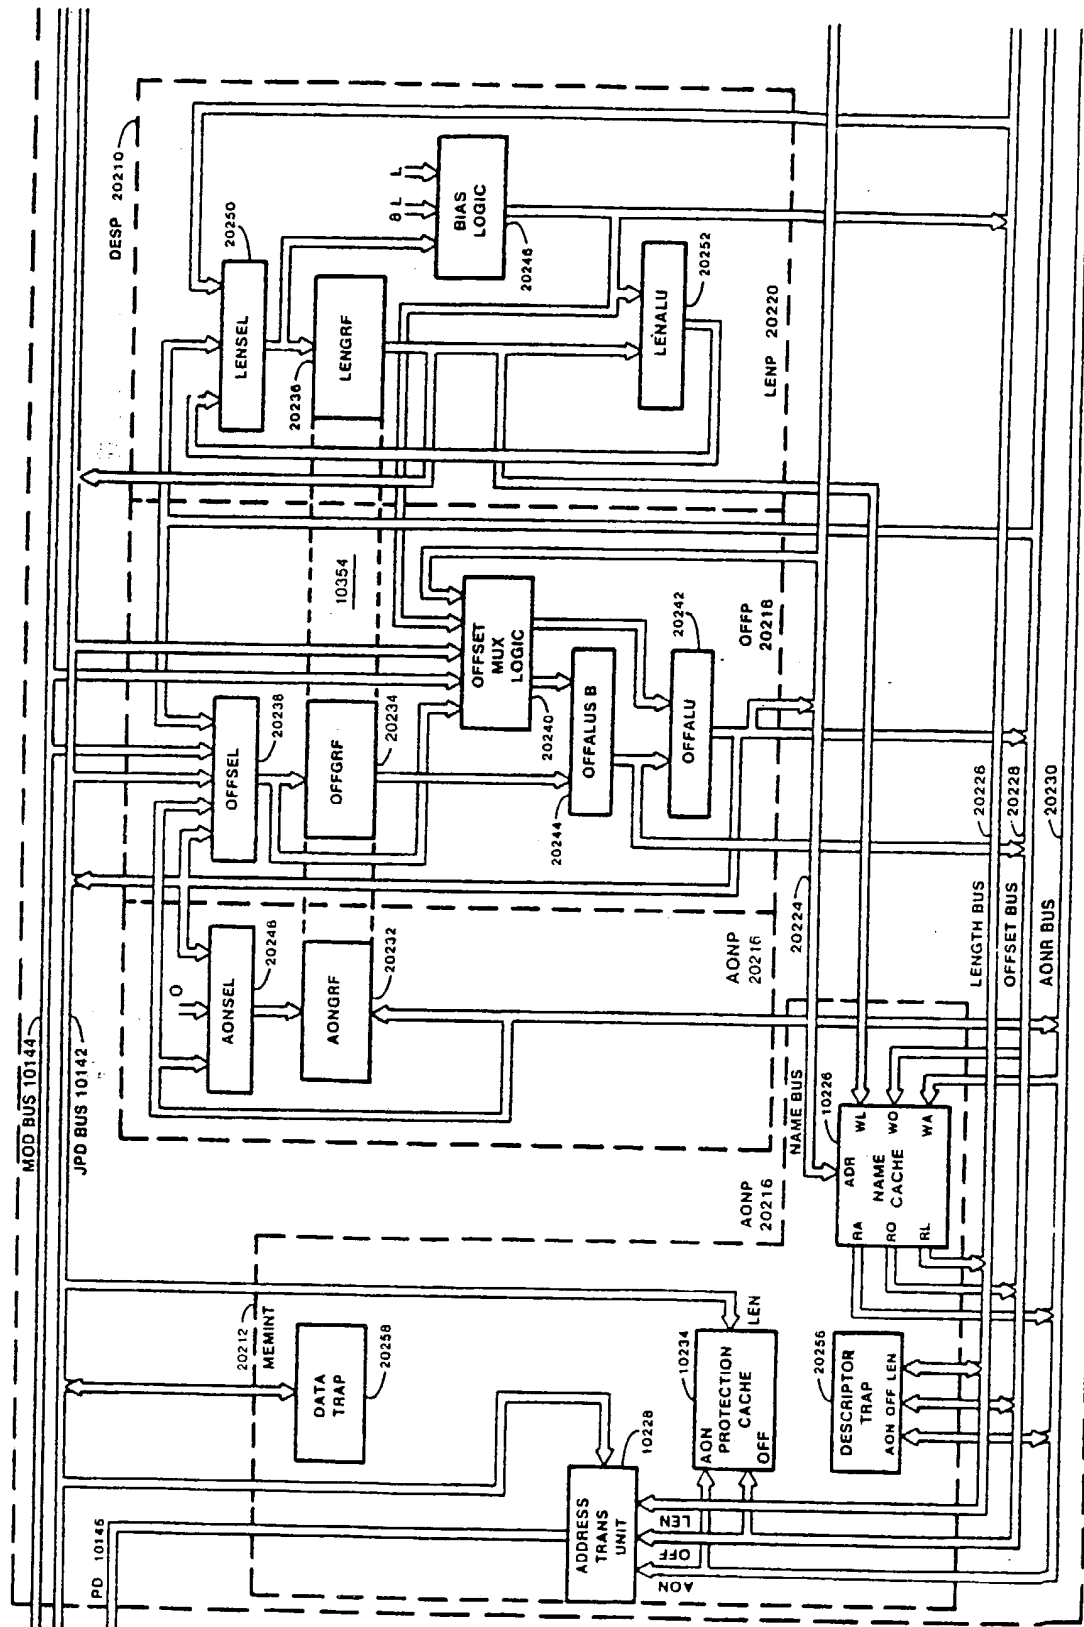 MOD BUS 10144
JPD BUS 10142
PD 10146
DESP 20210
20212
MEMINT
DATA
TRAP
20258
ADDRESS
TRANS
UNIT
10228
AON
OFF
LEN
10234
AON
PROTECTION
CACHE
OFF
LEN
20256
DESCRIPTOR
TRAP
AON OFF LEN
AONP
20216
NAME BUS
20224
10226
ADR
NAME
CACHE
RA
RO
RL
WL
WO
WA
LENGTH BUS
20226
OFFSET BUS
20228
AONR BUS
20230
O
AONSEL
20248
AONGRF
20232
AONP
20216
OFFSEL
20238
OFFGRF
20234
10354
OFFSET
MUX
LOGIC
20240
OFFALUS B
20244
OFFALU
20242
OFFP
20218
LENSEL
20250
20236
LENGRF
8 L
L
BIAS
LOGIC
20246
LENALU
20252
LENP 20220